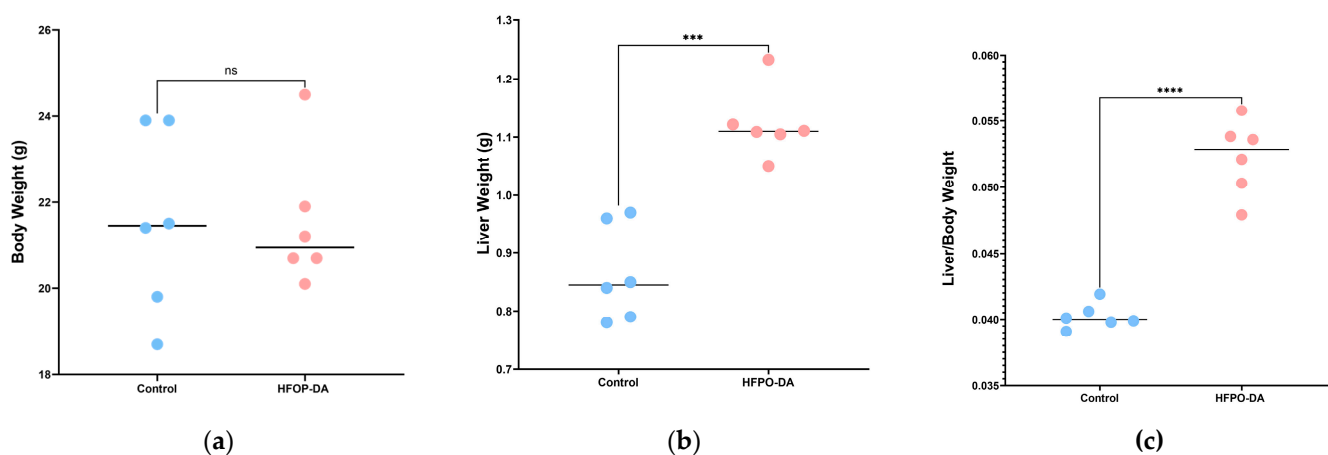 Body Weight (g)
26
24
22
20
18
ns
Control
HFOP-DA
(a)
Liver Weight (g)
1.3
1.2
1.1
1.0
0.9
0.8
0.7
***
Control
HFPO-DA
(b)
Liver/Body Weight
0.060
0.055
0.050
0.045
0.040
0.035
****
Control
HFPO-DA
(c)